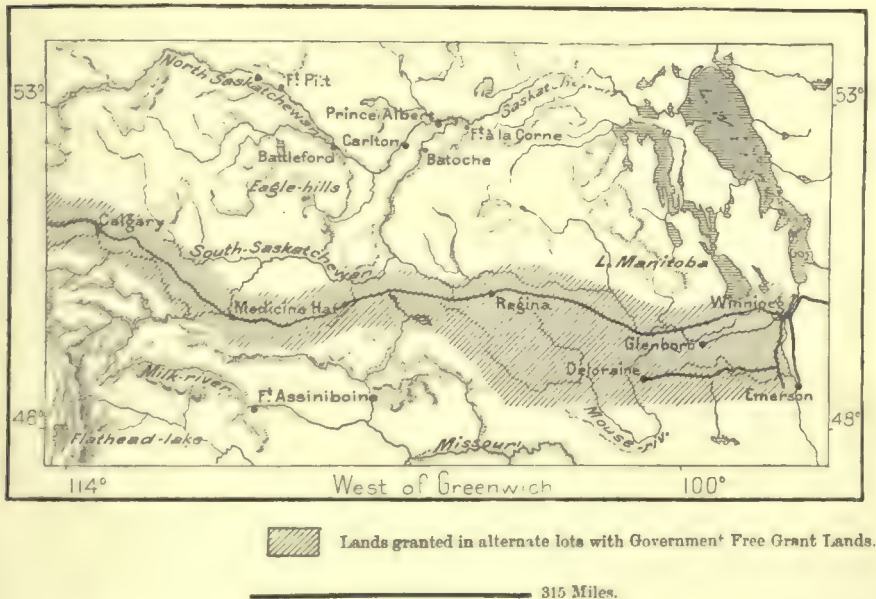 53°
53°
North Saskatchewan
Fᵗ Pitt
Saskatchewan
Prince Albert
Fᵗ à la Corne
Carlton
Batoche
Battleford
Eagle-hills
Calgary
South-Saskatchewan
L. Manitoba
Medicine Hat
Regina
Winnipeg
Glenboro
Deloraine
Milk-river
Fᵗ Assiniboine
Emerson
48°
48°
Flathead-lake
Missouri
Mouse-riv.
114°
West of Greenwich
100°
Lands granted in alternate lots with Government Free Grant Lands.
315 Miles.